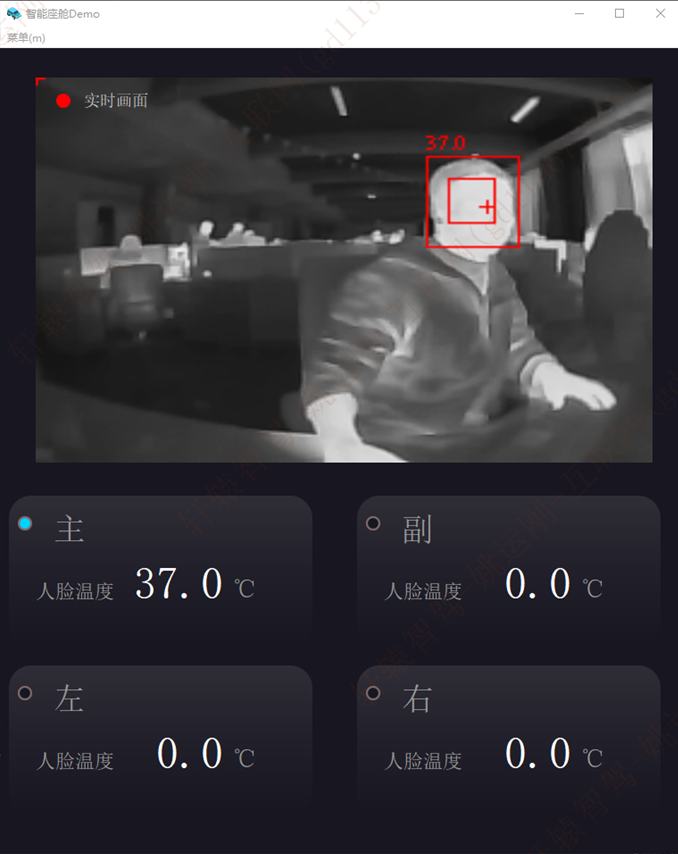 智能座舱Demo
菜单(m)
实时画面
37.0
主
人脸温度 37.0 ℃
副
人脸温度 0.0 ℃
左
人脸温度 0.0 ℃
右
人脸温度 0.0 ℃